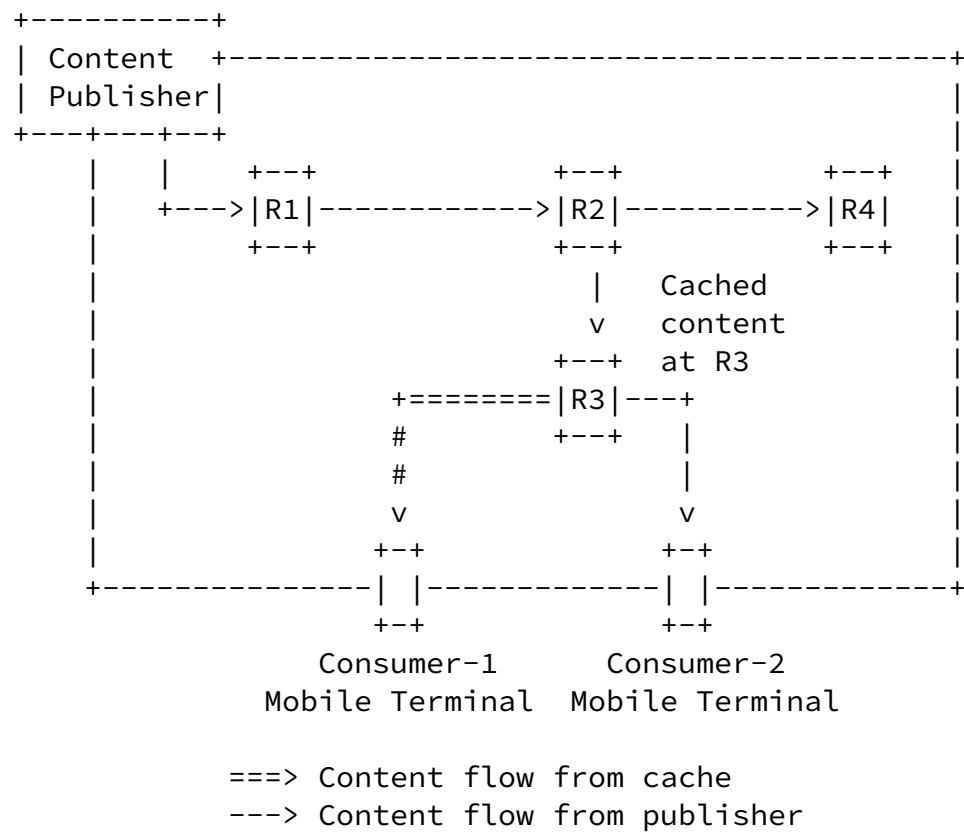 Content
Publisher
R1 R2 R4
Cached
content
at R3
R3
Consumer-1 Consumer-2
Mobile Terminal Mobile Terminal
===> Content flow from cache
---> Content flow from publisher